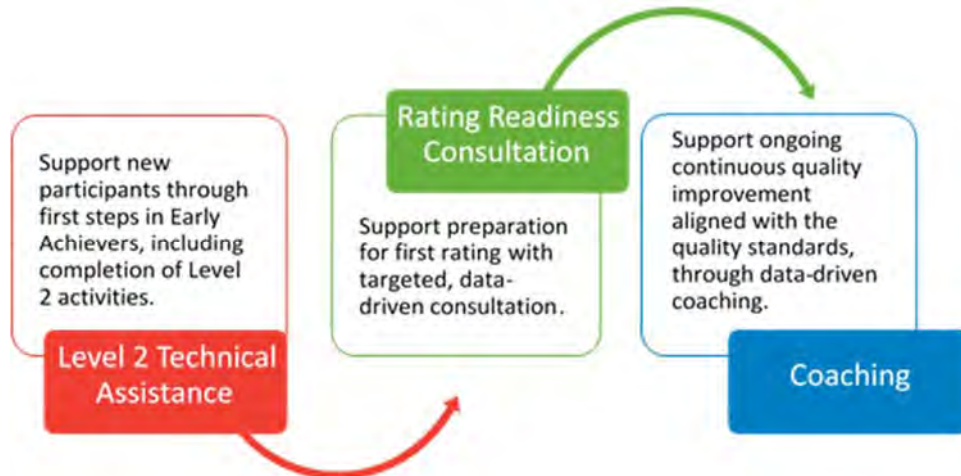 Support new
participants through
first steps in Early
Achievers, including
completion of Level
2 activities.
Level 2 Technical
Assistance
Rating Readiness
Consultation
Support preparation
for first rating with
targeted, data-
driven consultation.
Support ongoing
continuous quality
improvement
aligned with the
quality standards,
through data-driven
coaching.
Coaching